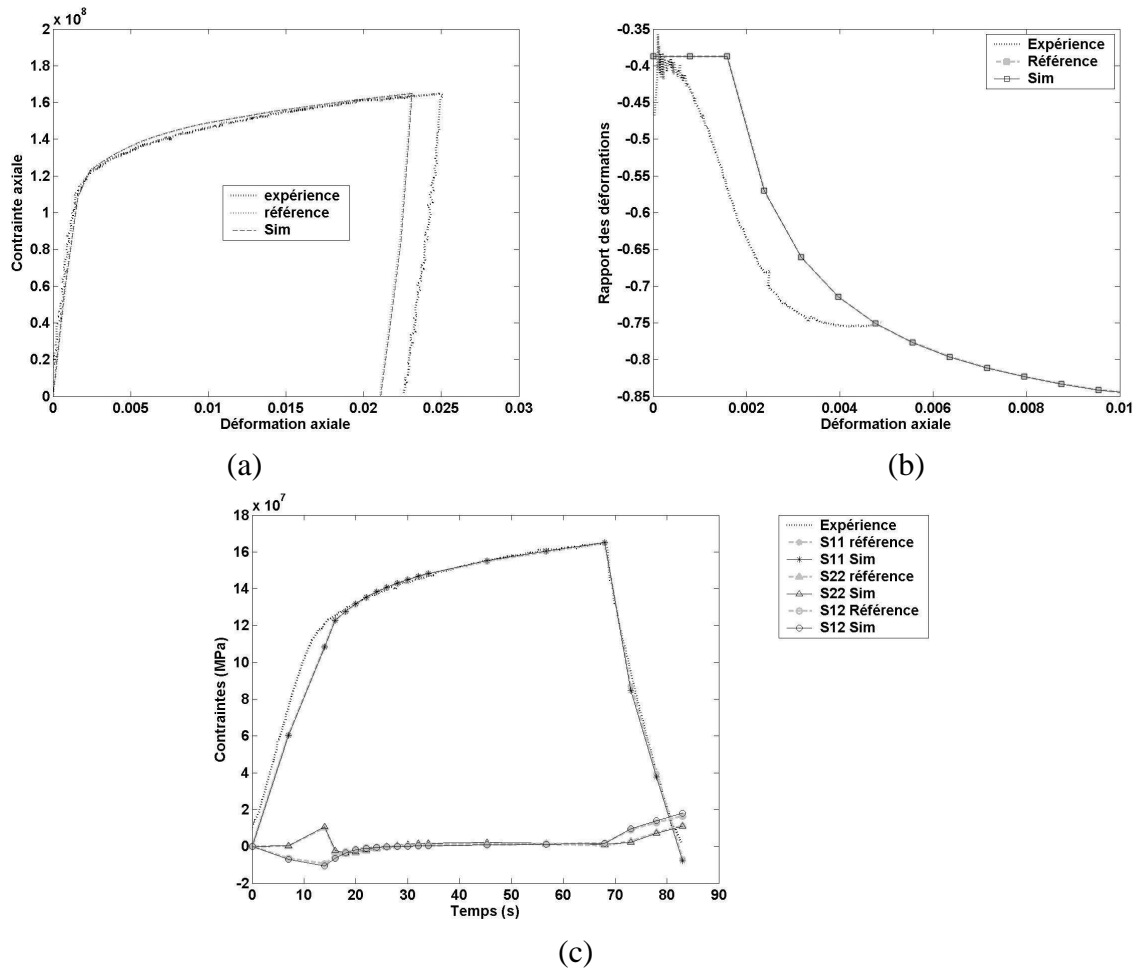 x 10⁸
2
1.8
1.6
1.4
1.2
1
0.8
0.6
0.4
0.2
0
Contrainte axiale
expérience
référence
Sim
0 0.005 0.01 0.015 0.02 0.025 0.03
Déformation axiale
(a)
-0.35
-0.4
-0.45
-0.5
-0.55
-0.6
-0.65
-0.7
-0.75
-0.8
-0.85
Rapport des déformations
Expérience
Référence
Sim
0 0.002 0.004 0.006 0.008 0.01
Déformation axiale
(b)
x 10⁷
18
16
14
12
10
8
6
4
2
0
-2
Contraintes (MPa)
Expérience
S11 référence
S11 Sim
S22 référence
S22 Sim
S12 Référence
S12 Sim
0 10 20 30 40 50 60 70 80 90
Temps (s)
(c)